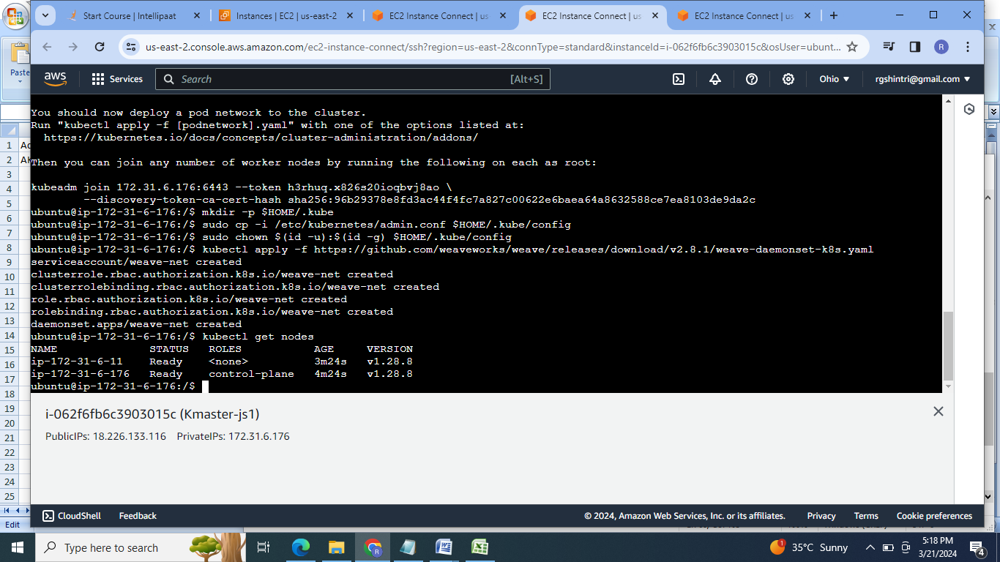 Start Course | Intellipaat
Instances | EC2 | us-east-2
EC2 Instance Connect | us
EC2 Instance Connect | us
EC2 Instance Connect | us
us-east-2.console.aws.amazon.com/ec2-instance-connect/ssh?region=us-east-2&connType=standard&instanceId=i-062f6fb6c3903015c&osUser=ubunt...
R
Paste
aws
Services
Search
[Alt+S]
Ohio
rgshintri@gmail.com
You should now deploy a pod network to the cluster.
Run "kubectl apply -f [podnetwork].yaml" with one of the options listed at:
https://kubernetes.io/docs/concepts/cluster-administration/addons/
Then you can join any number of worker nodes by running the following on each as root:
kubeadm join 172.31.6.176:6443 --token h3rhuq.x826s20ioqbvj8ao \
--discovery-token-ca-cert-hash sha256:96b29378e8fd3ac44f4fc7a827c00622e6baea64a8632588ce7ea8103de9da2c
ubuntu@ip-172-31-6-176:/$ mkdir -p $HOME/.kube
ubuntu@ip-172-31-6-176:/$ sudo cp -i /etc/kubernetes/admin.conf $HOME/.kube/config
ubuntu@ip-172-31-6-176:/$ sudo chown $(id -u):$(id -g) $HOME/.kube/config
ubuntu@ip-172-31-6-176:/$ kubectl apply -f https://github.com/weaveworks/weave/releases/download/v2.8.1/weave-daemonset-k8s.yaml
serviceaccount/weave-net created
clusterrole.rbac.authorization.k8s.io/weave-net created
clusterrolebinding.rbac.authorization.k8s.io/weave-net created
role.rbac.authorization.k8s.io/weave-net created
rolebinding.rbac.authorization.k8s.io/weave-net created
daemonset.apps/weave-net created
ubuntu@ip-172-31-6-176:/$ kubectl get nodes
NAME STATUS ROLES AGE VERSION
ip-172-31-6-11 Ready <none> 3m24s v1.28.8
ip-172-31-6-176 Ready control-plane 4m24s v1.28.8
ubuntu@ip-172-31-6-176:/$
1
2
3
4
5
6
7
8
9
10
11
12
13
14
15
16
17
18
19
20
21
22
23
24
25
Edit
i-062f6fb6c3903015c (Kmaster-js1)
PublicIPs: 18.226.133.116 PrivateIPs: 172.31.6.176
CloudShell
Feedback
© 2024, Amazon Web Services, Inc. or its affiliates.
Privacy
Terms
Cookie preferences
Type here to search
R
1
35°C Sunny
5:18 PM
3/21/2024
4